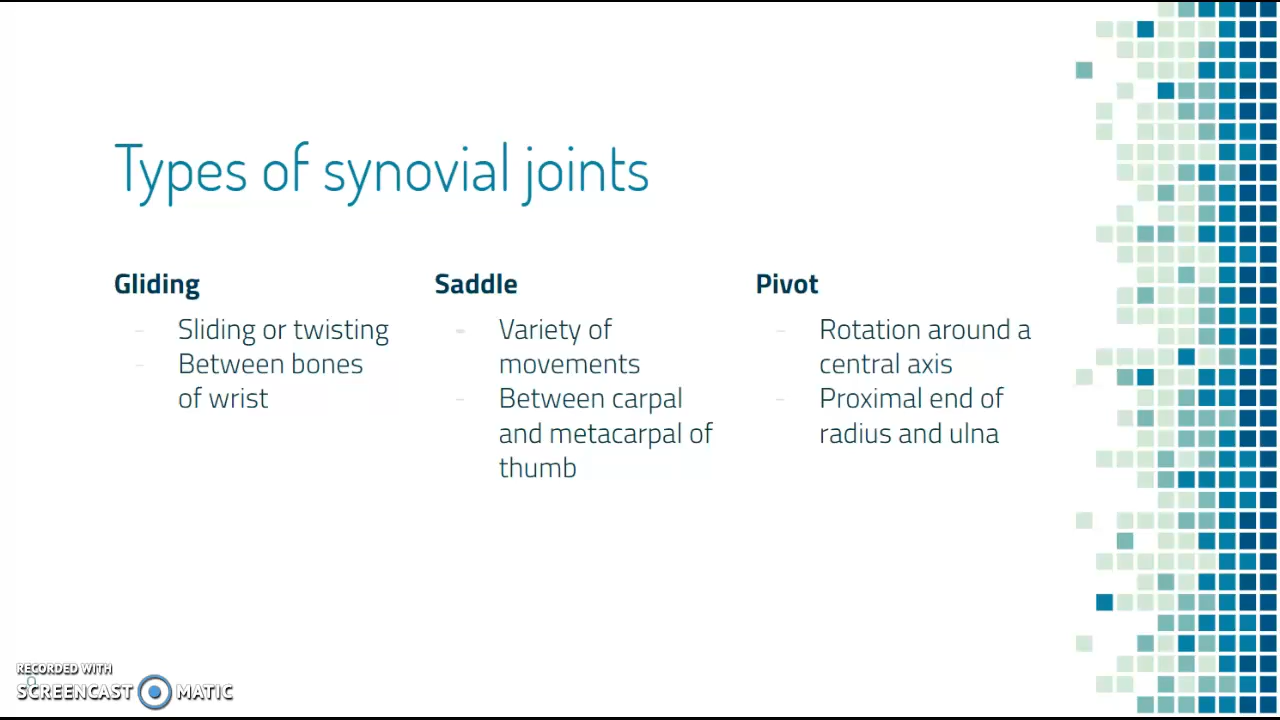 Types of synovial joints
Gliding
- Sliding or twisting
- Between bones
of wrist
Saddle
- Variety of
movements
- Between carpal
and metacarpal of
thumb
Pivot
- Rotation around a
central axis
- Proximal end of
radius and ulna
RECORDED WITH
SCREENCAST MATIC